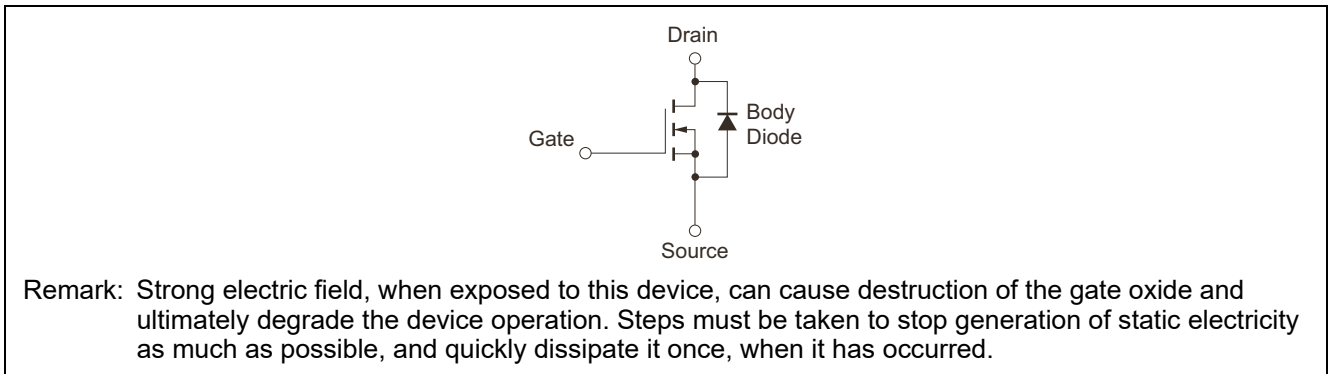 Drain
Body
Diode
Gate
Source
Remark: Strong electric field, when exposed to this device, can cause destruction of the gate oxide and
ultimately degrade the device operation. Steps must be taken to stop generation of static electricity
as much as possible, and quickly dissipate it once, when it has occurred.